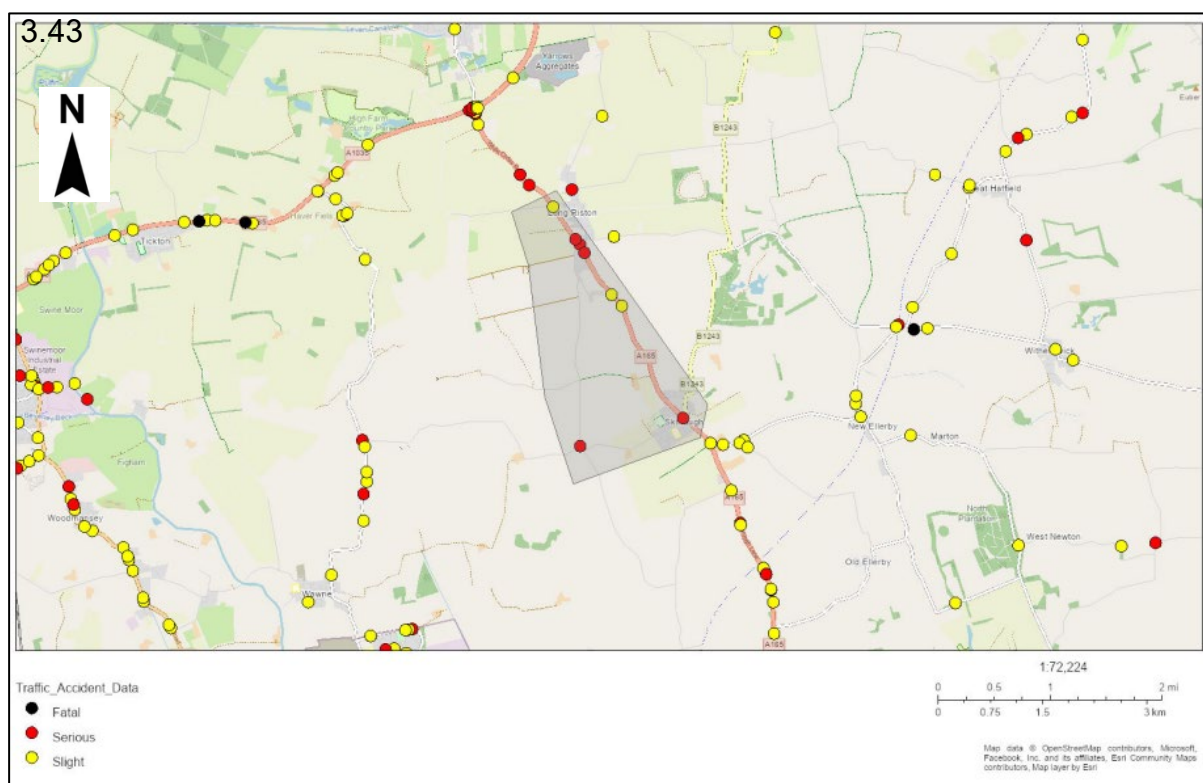 3.43
N
Yarrows
Aggregates
High Farm
Country Park
A1035
B1243
Great Hatfield
Long Riston
Tickton
Swine Moor
B1243
Swinemoor
Industrial
Estate
A165
B1243
Withernwick
New Ellerby
Marton
Figham
A165
Woodmansey
North
Plantation
West Newton
Old Ellerby
Wawne
A165
1:72,224
Traffic_Accident_Data
0 0.5 1 2 mi
Fatal
0 0.75 1.5 3 km
Serious
Slight
Map data © OpenStreetMap contributors, Microsoft,
Facebook, Inc. and its affiliates, Esri Community Maps
contributors, Map layer by Esri